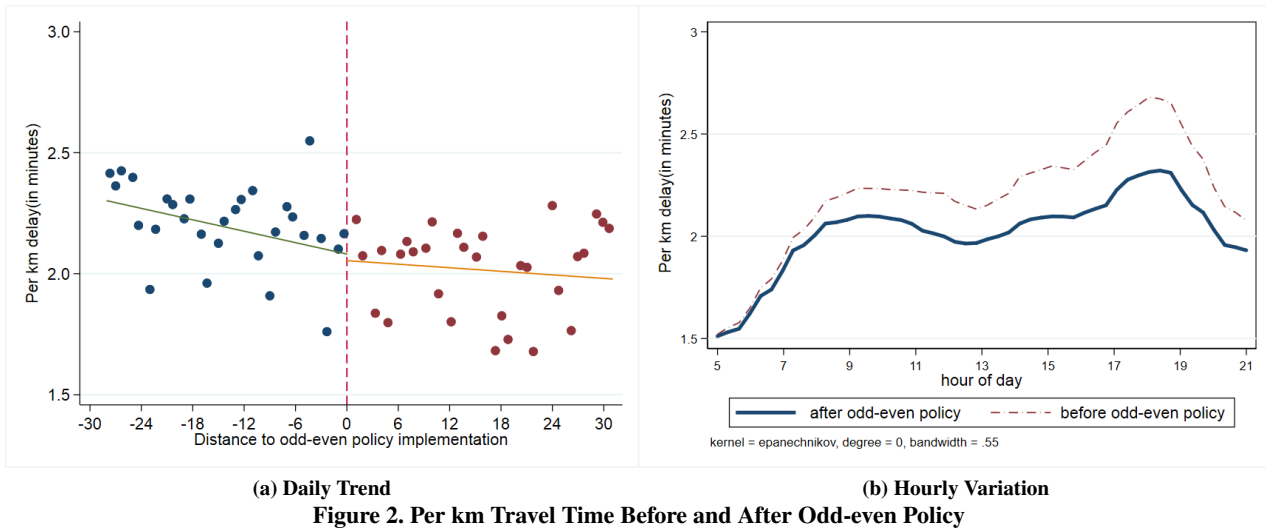 3.0
2.5
2.0
1.5
Per km delay(in minutes)
-30 -24 -18 -12 -6 0 6 12 18 24 30
Distance to odd-even policy implementation
3
2.5
2
1.5
Per km delay(in minutes)
5 7 9 11 13 15 17 19 21
hour of day
after odd-even policy before odd-even policy
kernel = epanechnikov, degree = 0, bandwidth = .55
(a) Daily Trend (b) Hourly Variation
Figure 2. Per km Travel Time Before and After Odd-even Policy